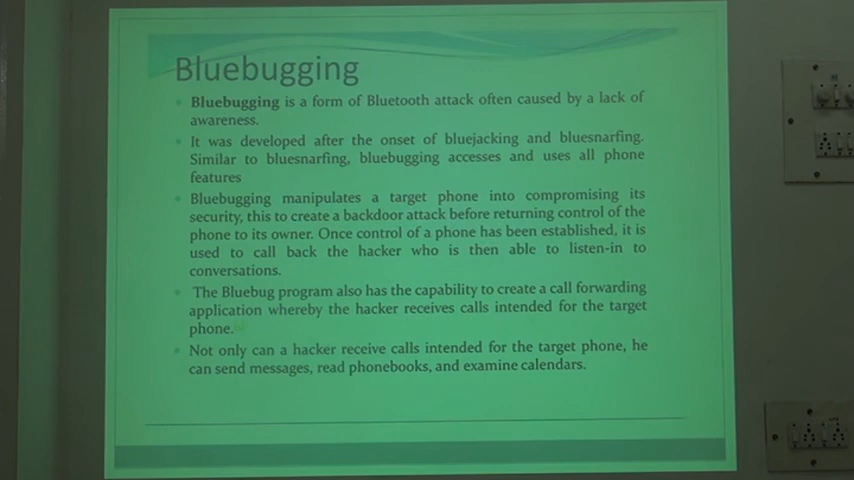 Bluebugging
Bluebugging is a form of Bluetooth attack often caused by a lack of
awareness.
It was developed after the onset of bluejacking and bluesnarfing.
Similar to bluesnarfing, bluebugging accesses and uses all phone
features
Bluebugging manipulates a target phone into compromising its
security, this to create a backdoor attack before returning control of the
phone to its owner. Once control of a phone has been established, it is
used to call back the hacker who is then able to listen-in to
conversations.
The Bluebug program also has the capability to create a call forwarding
application whereby the hacker receives calls intended for the target
phone.
Not only can a hacker receive calls intended for the target phone, he
can send messages, read phonebooks, and examine calendars.